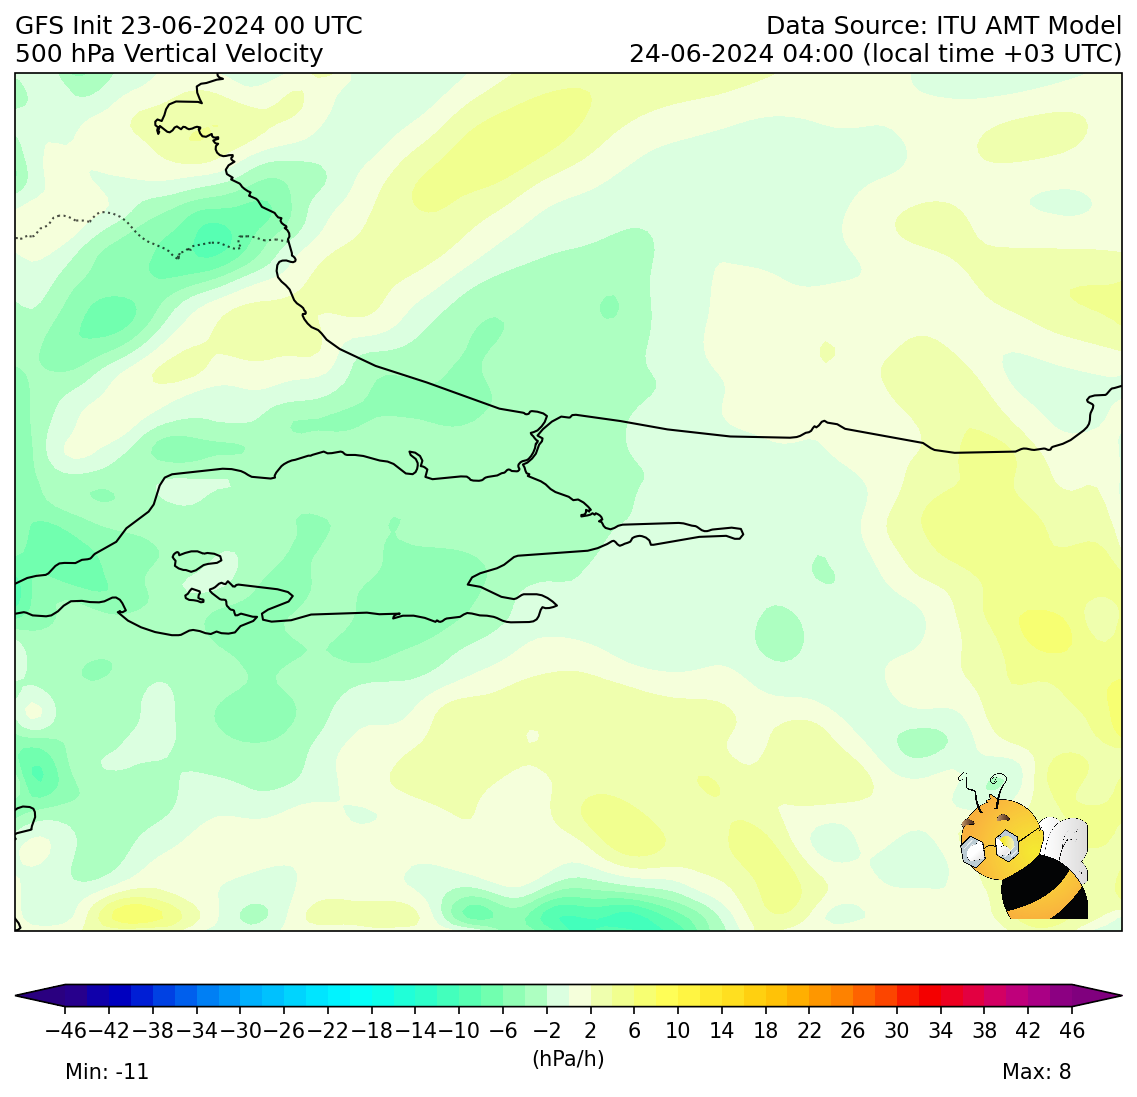 GFS Init 23-06-2024 00 UTC
Data Source: ITU AMT Model
500 hPa Vertical Velocity
24-06-2024 04:00 (local time +03 UTC)
−46 −42 −38 −34 −30 −26 −22 −18 −14 −10 −6 −2 2 6 10 14 18 22 26 30 34 38 42 46
(hPa/h)
Min: -11
Max: 8